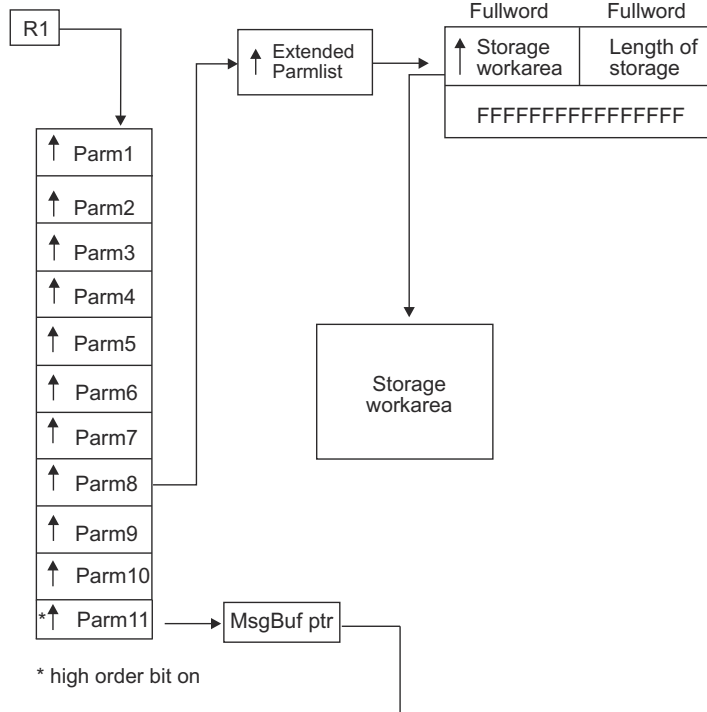 R1
Extended
Parmlist
Fullword Fullword
Storage
workarea
Length of
storage
FFFFFFFFFFFFFFFF
Parm1
Parm2
Parm3
Parm4
Parm5
Parm6
Parm7
Parm8
Parm9
Parm10
*Parm11
Storage
workarea
MsgBuf ptr
* high order bit on